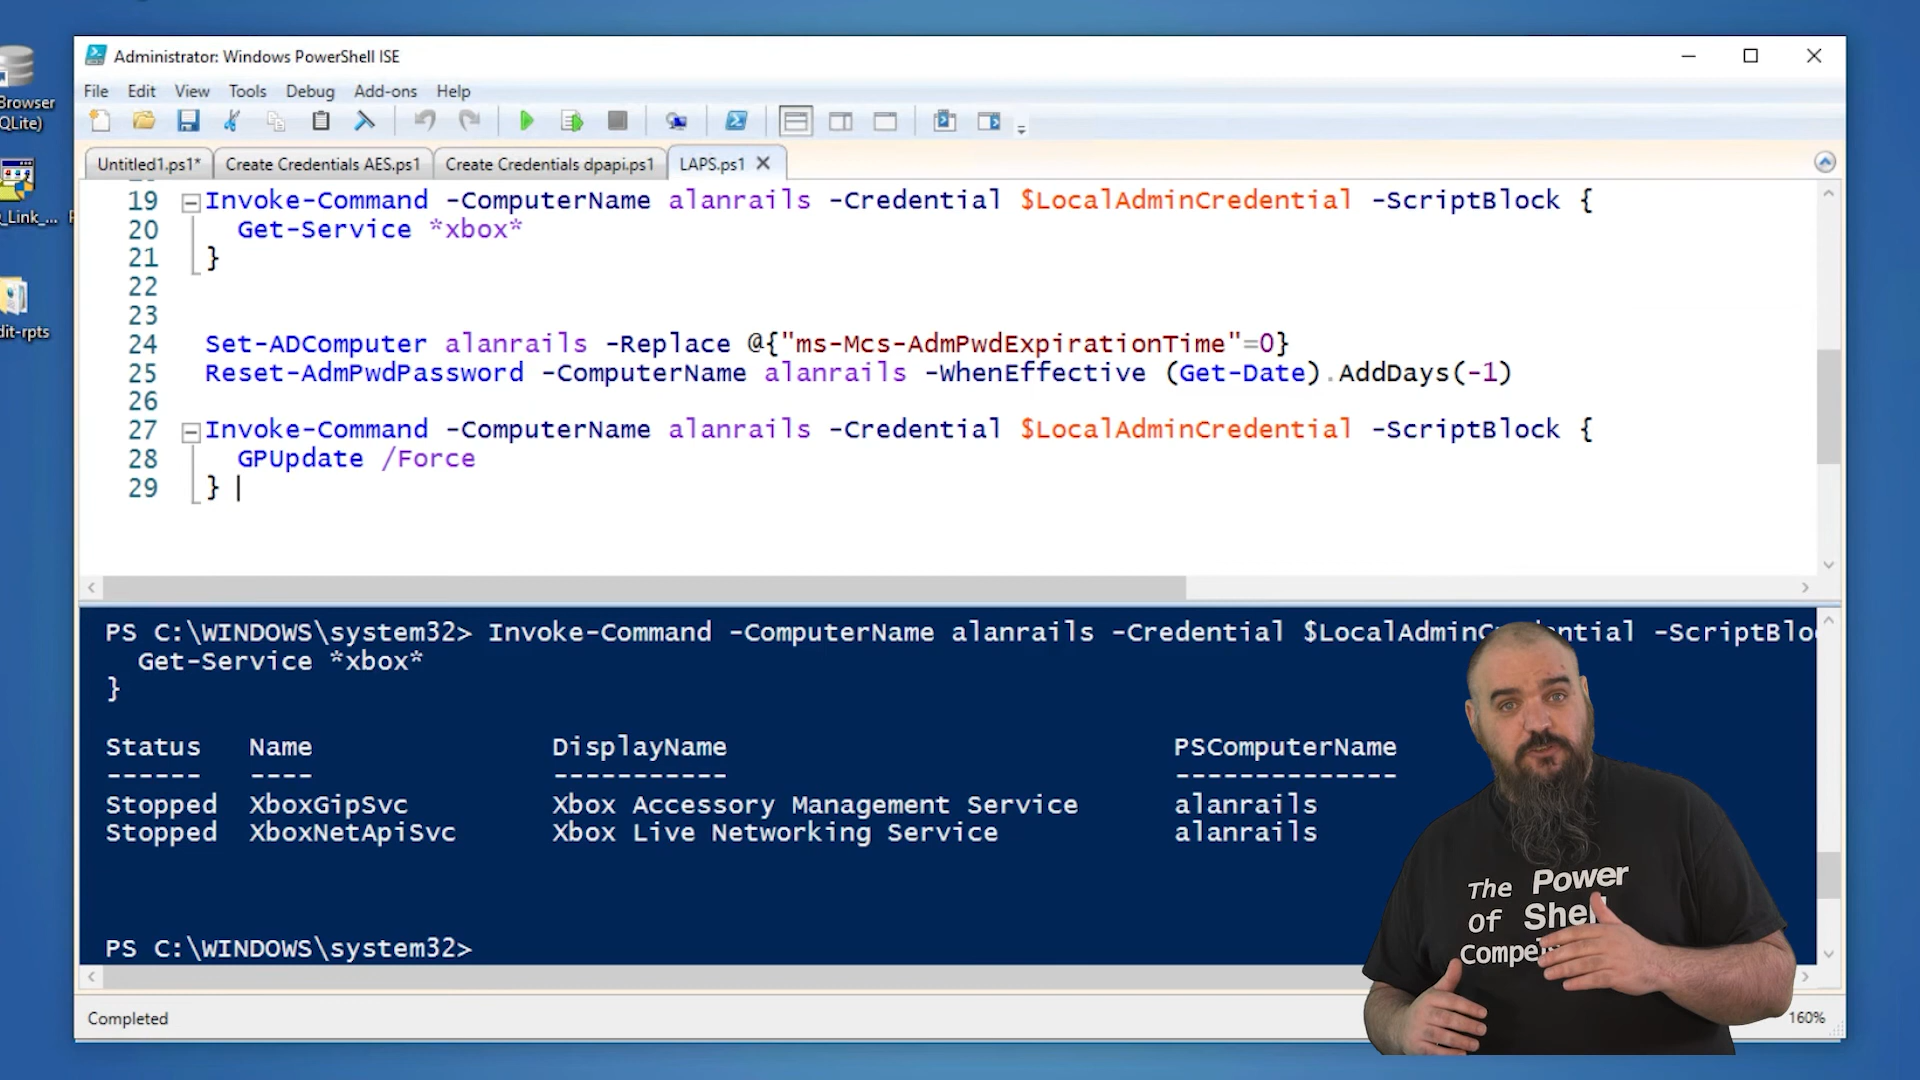 Administrator: Windows PowerShell ISE
File Edit View Tools Debug Add-ons Help
Untitled1.ps1* Create Credentials AES.ps1 Create Credentials dpapi.ps1 LAPS.ps1
Browser
QLite)
_Link_...
dit-rpts
19 Invoke-Command -ComputerName alanrails -Credential $LocalAdminCredential -ScriptBlock {
20 Get-Service *xbox*
21 }
22
23
24 Set-ADComputer alanrails -Replace @{"ms-Mcs-AdmPwdExpirationTime"=0}
25 Reset-AdmPwdPassword -ComputerName alanrails -WhenEffective (Get-Date).AddDays(-1)
26
27 Invoke-Command -ComputerName alanrails -Credential $LocalAdminCredential -ScriptBlock {
28 GPUpdate /Force
29 }
PS C:\WINDOWS\system32> Invoke-Command -ComputerName alanrails -Credential $LocalAdminCredential -ScriptBlo
Get-Service *xbox*
}
Status Name DisplayName PSComputerName
------ ---- ----------- --------------
Stopped XboxGipSvc Xbox Accessory Management Service alanrails
Stopped XboxNetApiSvc Xbox Live Networking Service alanrails
PS C:\WINDOWS\system32>
The Power
Of Shell
Completed
160%